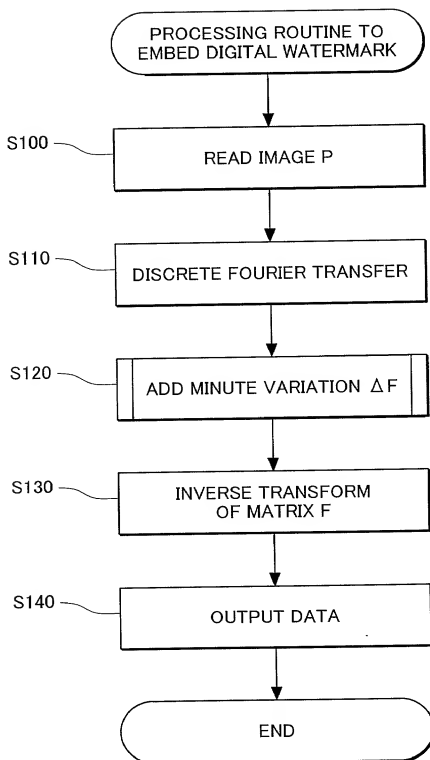 PROCESSING ROUTINE TO
EMBED DIGITAL WATERMARK
S100
READ IMAGE P
S110
DISCRETE FOURIER TRANSFER
S120
ADD MINUTE VARIATION ΔF
S130
INVERSE TRANSFORM
OF MATRIX F
S140
OUTPUT DATA
END